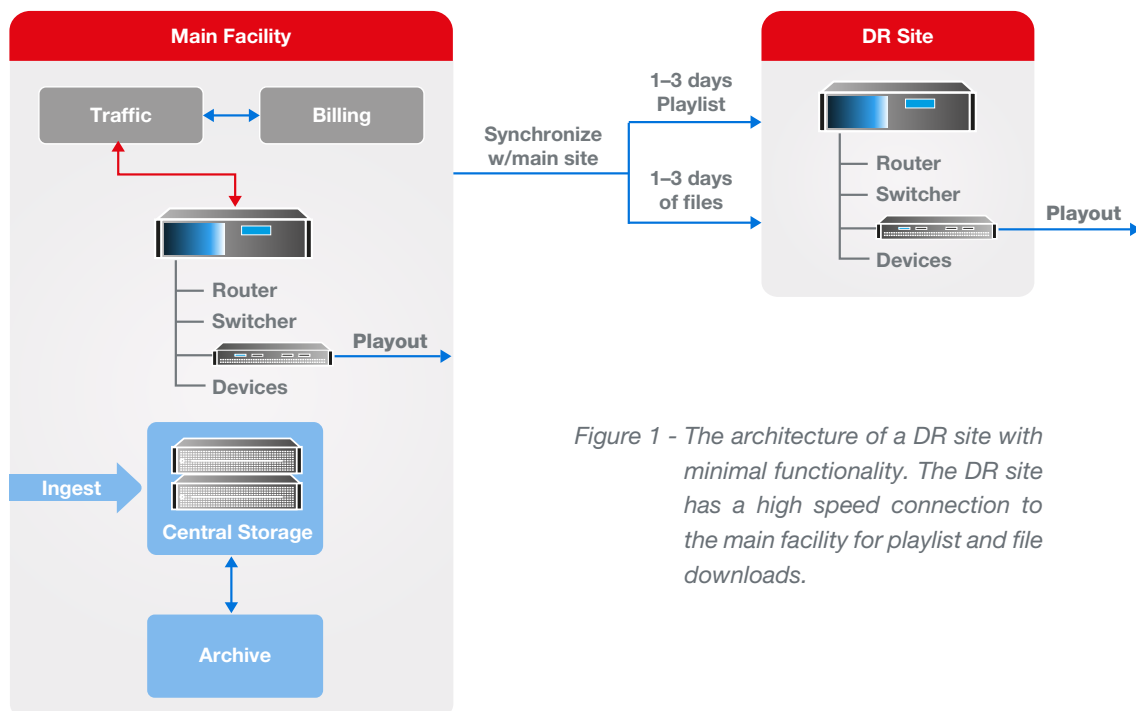 Main Facility
Traffic
Billing
Router
Switcher
Playout
Devices
Ingest
Central Storage
Archive
Synchronize
w/main site
1–3 days
Playlist
1–3 days
of files
DR Site
Router
Switcher
Playout
Devices
Figure 1 - The architecture of a DR site with
minimal functionality. The DR site
has a high speed connection to
the main facility for playlist and file
downloads.